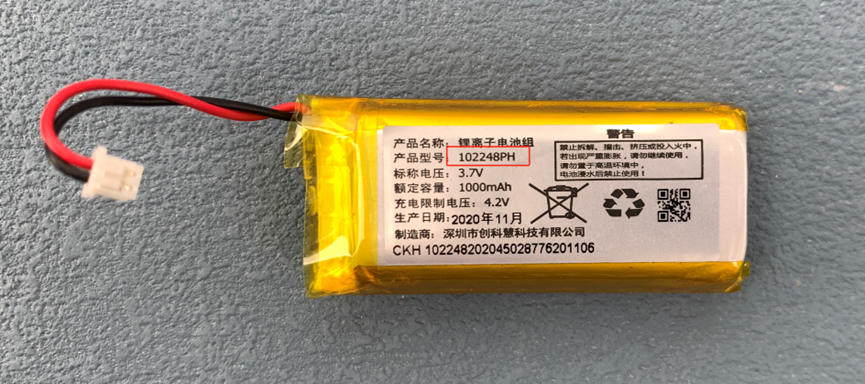 产品名称：锂离子电池组
产品型号：102248PH
标称电压：3.7V
额定容量：1000mAh
充电限制电压：4.2V
生产日期：2020年11月
制造商：深圳市创科慧科技有限公司
CKH 102248202045028776201106
警告
禁止拆解、撞击、挤压或投入火中，
若出现严重膨胀，请勿继续使用，
请勿置于高温环境中，
电池浸水后禁止使用！